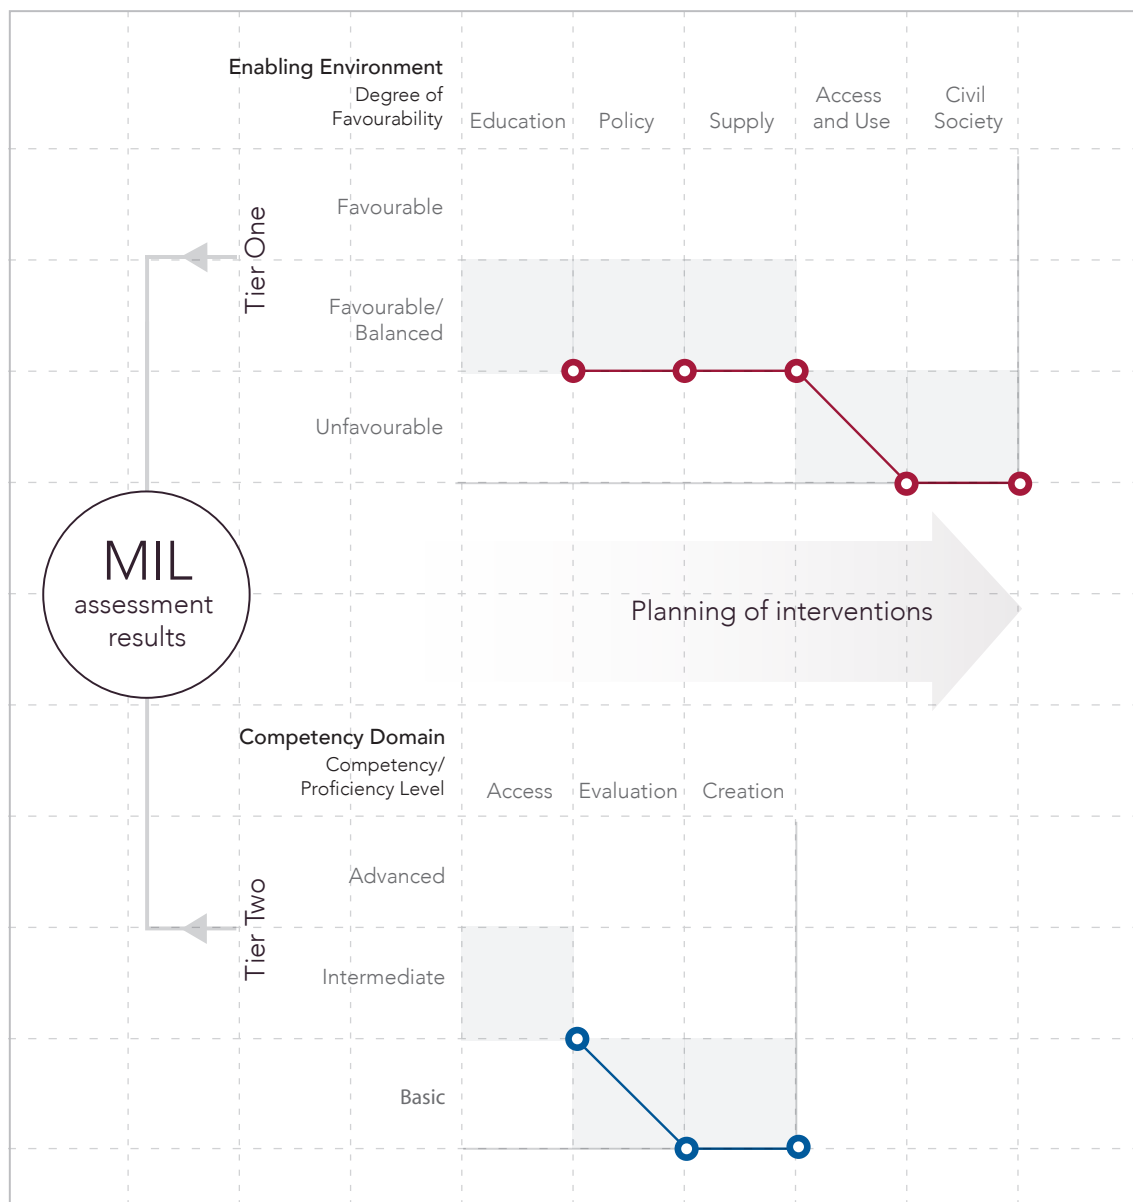 Enabling Environment
Degree of
Favourability
Education
Policy
Supply
Access
and Use
Civil
Society
Tier One
Favourable
Favourable/
Balanced
Unfavourable
MIL
assessment
results
Planning of interventions
Competency Domain
Competency/
Proficiency Level
Access
Evaluation
Creation
Tier Two
Advanced
Intermediate
Basic